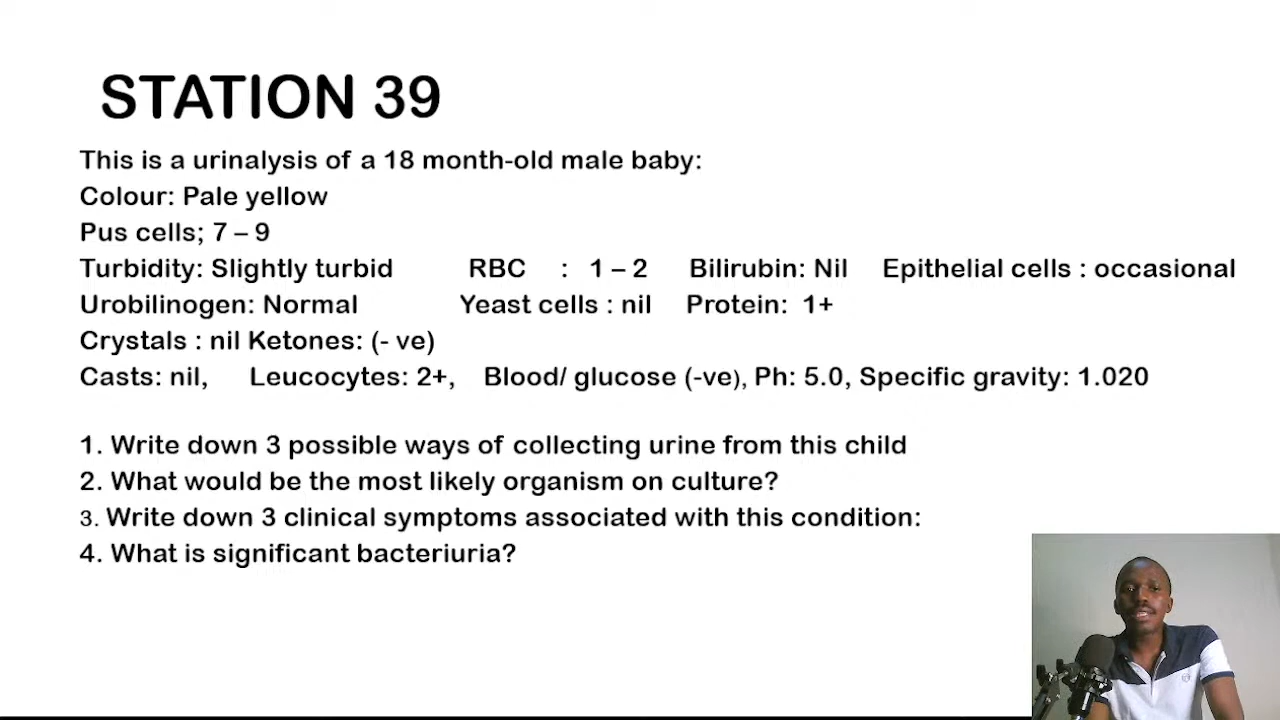 STATION 39
This is a urinalysis of a 18 month-old male baby:
Colour: Pale yellow
Pus cells; 7 – 9
Turbidity: Slightly turbid RBC : 1 – 2 Bilirubin: Nil Epithelial cells : occasional
Urobilinogen: Normal Yeast cells : nil Protein: 1+
Crystals : nil Ketones: (- ve)
Casts: nil, Leucocytes: 2+, Blood/ glucose (-ve), Ph: 5.0, Specific gravity: 1.020
1. Write down 3 possible ways of collecting urine from this child
2. What would be the most likely organism on culture?
3. Write down 3 clinical symptoms associated with this condition:
4. What is significant bacteriuria?